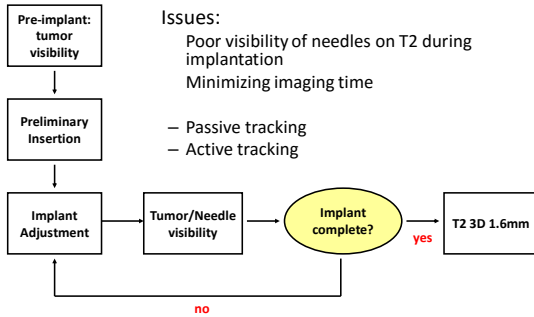 Pre-implant:
tumor
visibility
Issues:
Poor visibility of needles on T2 during
implantation
Minimizing imaging time
– Passive tracking
– Active tracking
Preliminary
Insertion
Implant
Adjustment
Tumor/Needle
visibility
Implant
complete?
yes
T2 3D 1.6mm
no